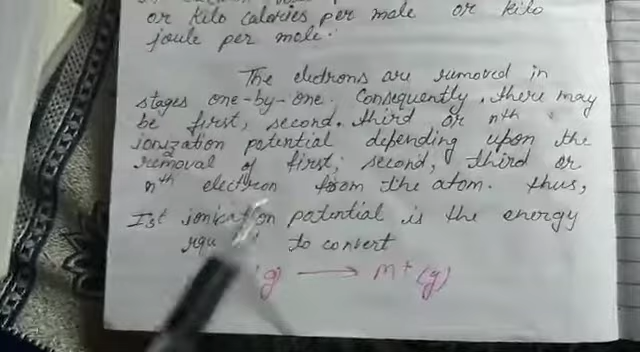 or kilo calories per male or kilo
joule per mole.
The electrons are removed in
stages one-by-one. Consequently, there may
be first, second, third or nth
ionization potential depending upon the
removal of first, second, third or
nth electron from the atom. Thus,
Ist ionization potential is the energy
to convert
(g) → M+ (g)